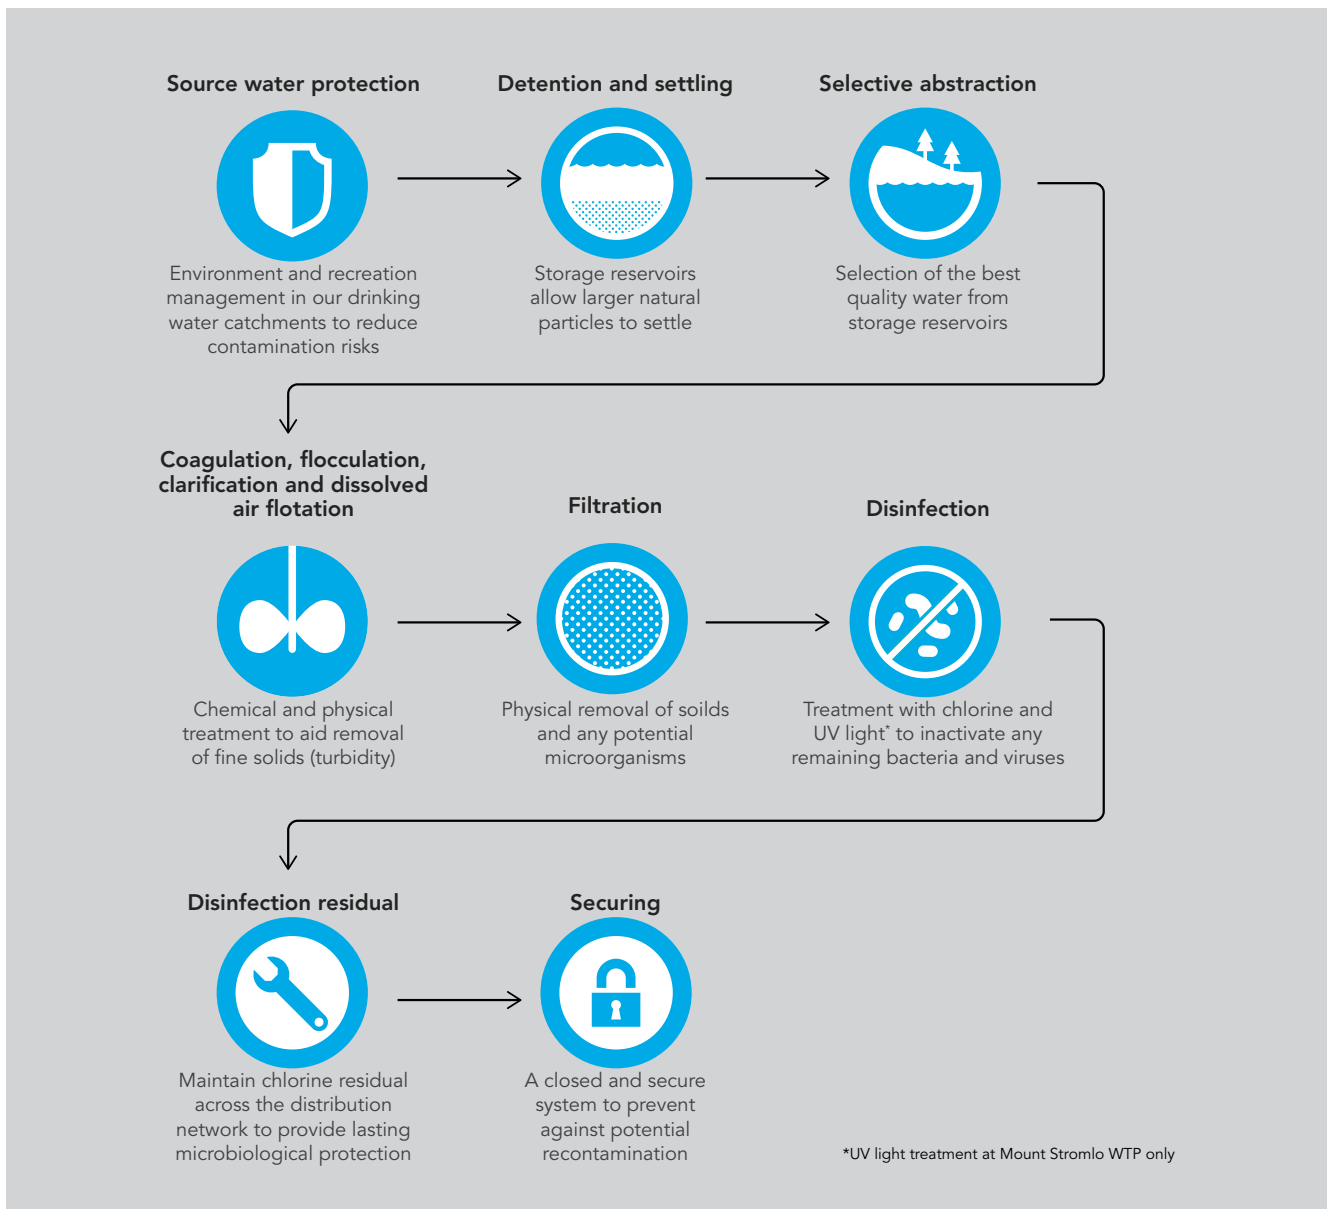 Source water protection
Environment and recreation
management in our drinking
water catchments to reduce
contamination risks
Detention and settling
Storage reservoirs
allow larger natural
particles to settle
Selective abstraction
Selection of the best
quality water from
storage reservoirs
Coagulation, flocculation,
clarification and dissolved
air flotation
Chemical and physical
treatment to aid removal
of fine solids (turbidity)
Filtration
Physical removal of soilds
and any potential
microorganisms
Disinfection
Treatment with chlorine and
UV light* to inactivate any
remaining bacteria and viruses
Disinfection residual
Maintain chlorine residual
across the distribution
network to provide lasting
microbiological protection
Securing
A closed and secure
system to prevent
against potential
recontamination
*UV light treatment at Mount Stromlo WTP only